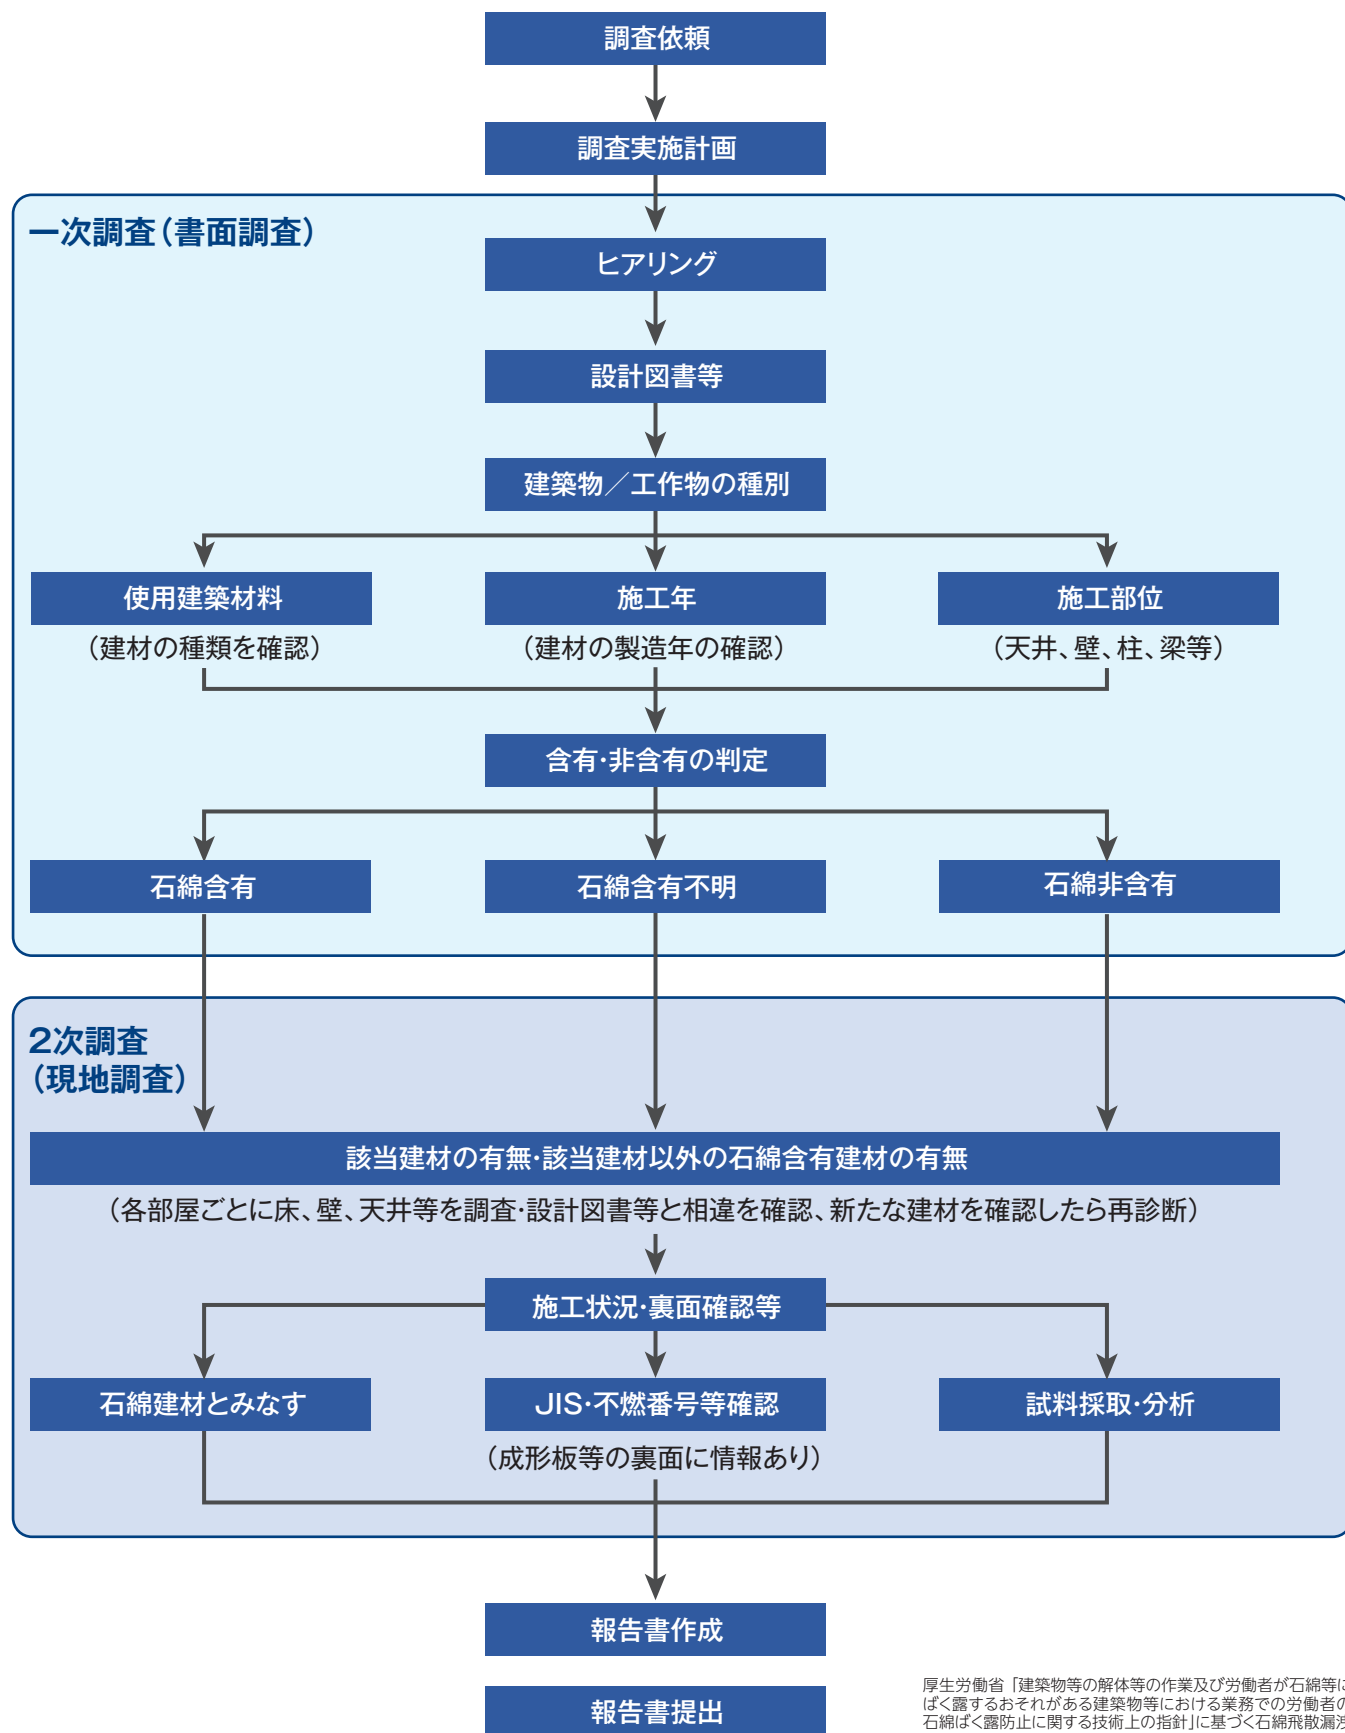 調査依頼
調査実施計画
一次調査（書面調査）
ヒアリング
設計図書等
建築物／工作物の種別
使用建築材料
施工年
施工部位
（建材の種類を確認）
（建材の製造年の確認）
（天井、壁、柱、梁等）
含有・非含有の判定
石綿含有
石綿含有不明
石綿非含有
2次調査
（現地調査）
該当建材の有無・該当建材以外の石綿含有建材の有無
（各部屋ごとに床、壁、天井等を調査・設計図書等と相違を確認、新たな建材を確認したら再診断）
施工状況・裏面確認等
石綿建材とみなす
JIS・不燃番号等確認
試料採取・分析
（成形板等の裏面に情報あり）
報告書作成
報告書提出
厚生労働省「建築物等の解体等の作業及び労働者が石綿等に
ばく露するおそれがある建築物等における業務での労働者の
石綿ばく露防止に関する技術上の指針」に基づく石綿飛散漏洩